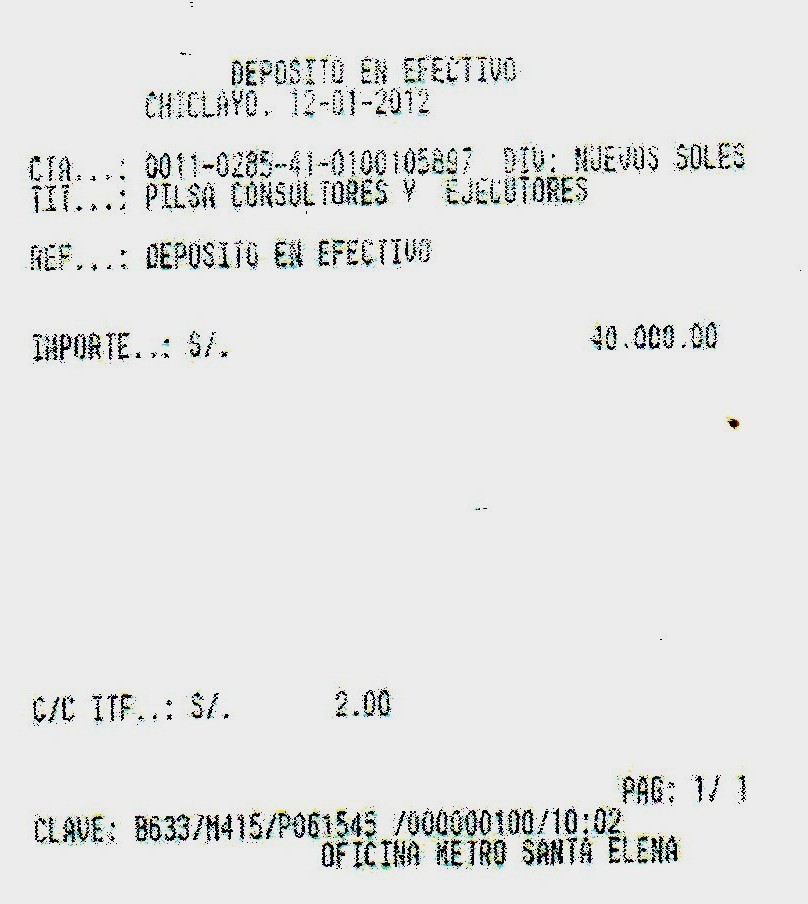 DEPOSITO EN EFECTIVO
CHICLAYO, 12-01-2012
CTA...: 0011-0285-41-0100105897 DIV: NUEVOS SOLES
TIT...: PILSA CONSULTORES Y EJECUTORES
REF...: DEPOSITO EN EFECTIVO
IMPORTE..: S/. 40.000.00
C/C ITF..: S/. 2.00
PAG: 1/ 1
CLAVE: B633/M415/P061545 /000000100/10:02
OFICINA METRO SANTA ELENA